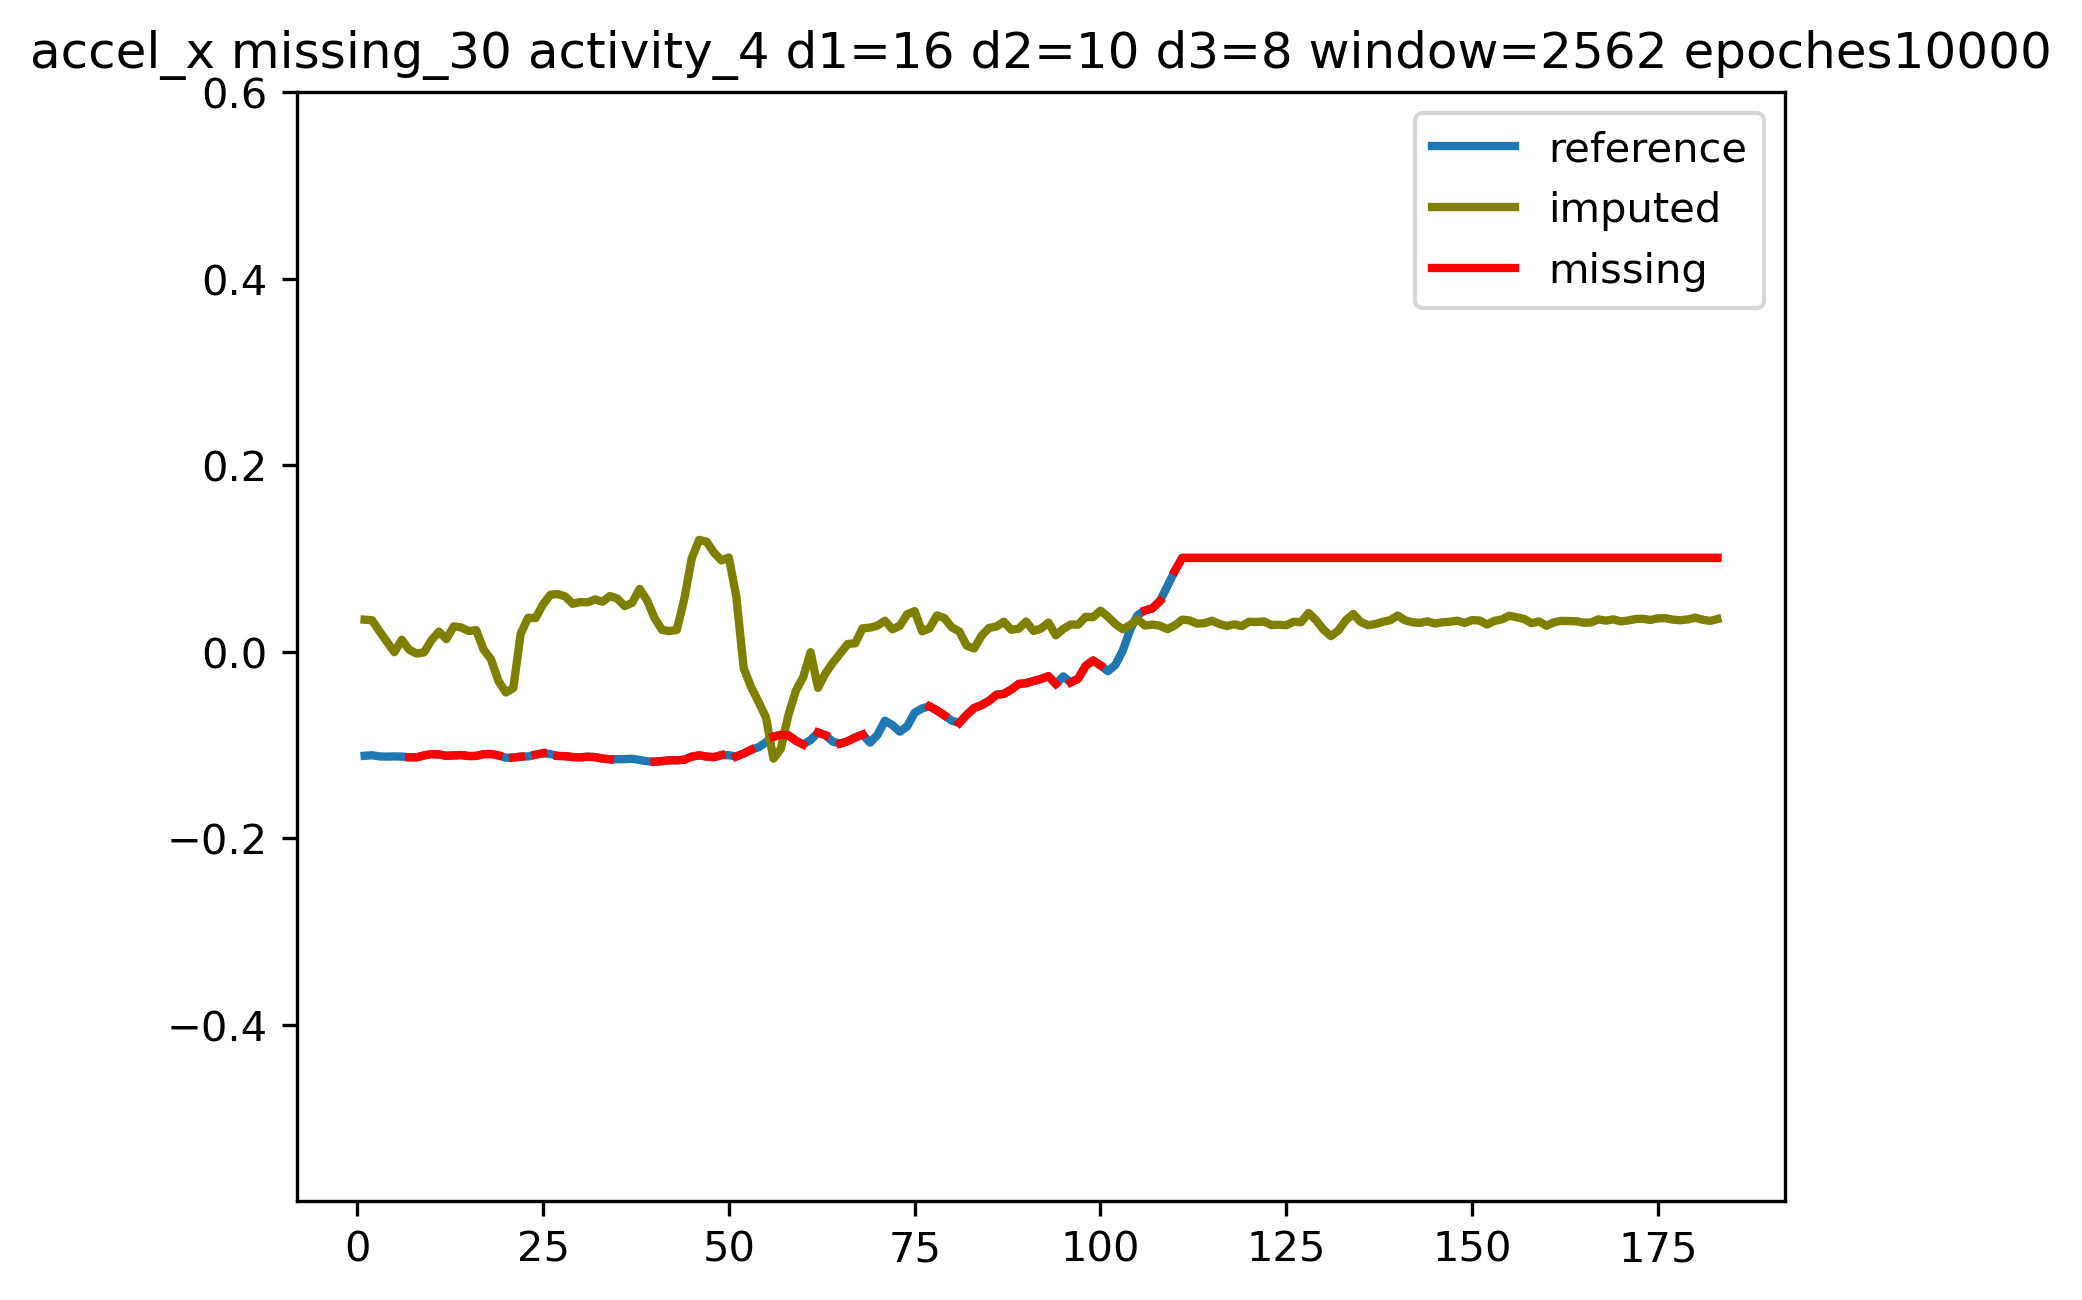 accel_x missing_30 activity_4 d1=16 d2=10 d3=8 window=2562 epoches10000
0.6
0.4
0.2
0.0
−0.2
−0.4
reference
imputed
missing
0 25 50 75 100 125 150 175